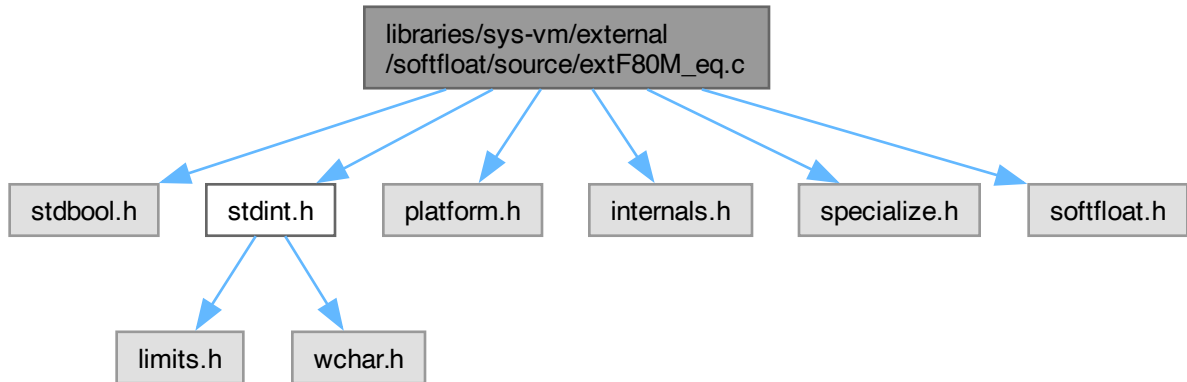 libraries/sys-vm/external
/softfloat/source/extF80M_eq.c
stdbool.h
stdint.h
platform.h
internals.h
specialize.h
softfloat.h
limits.h
wchar.h